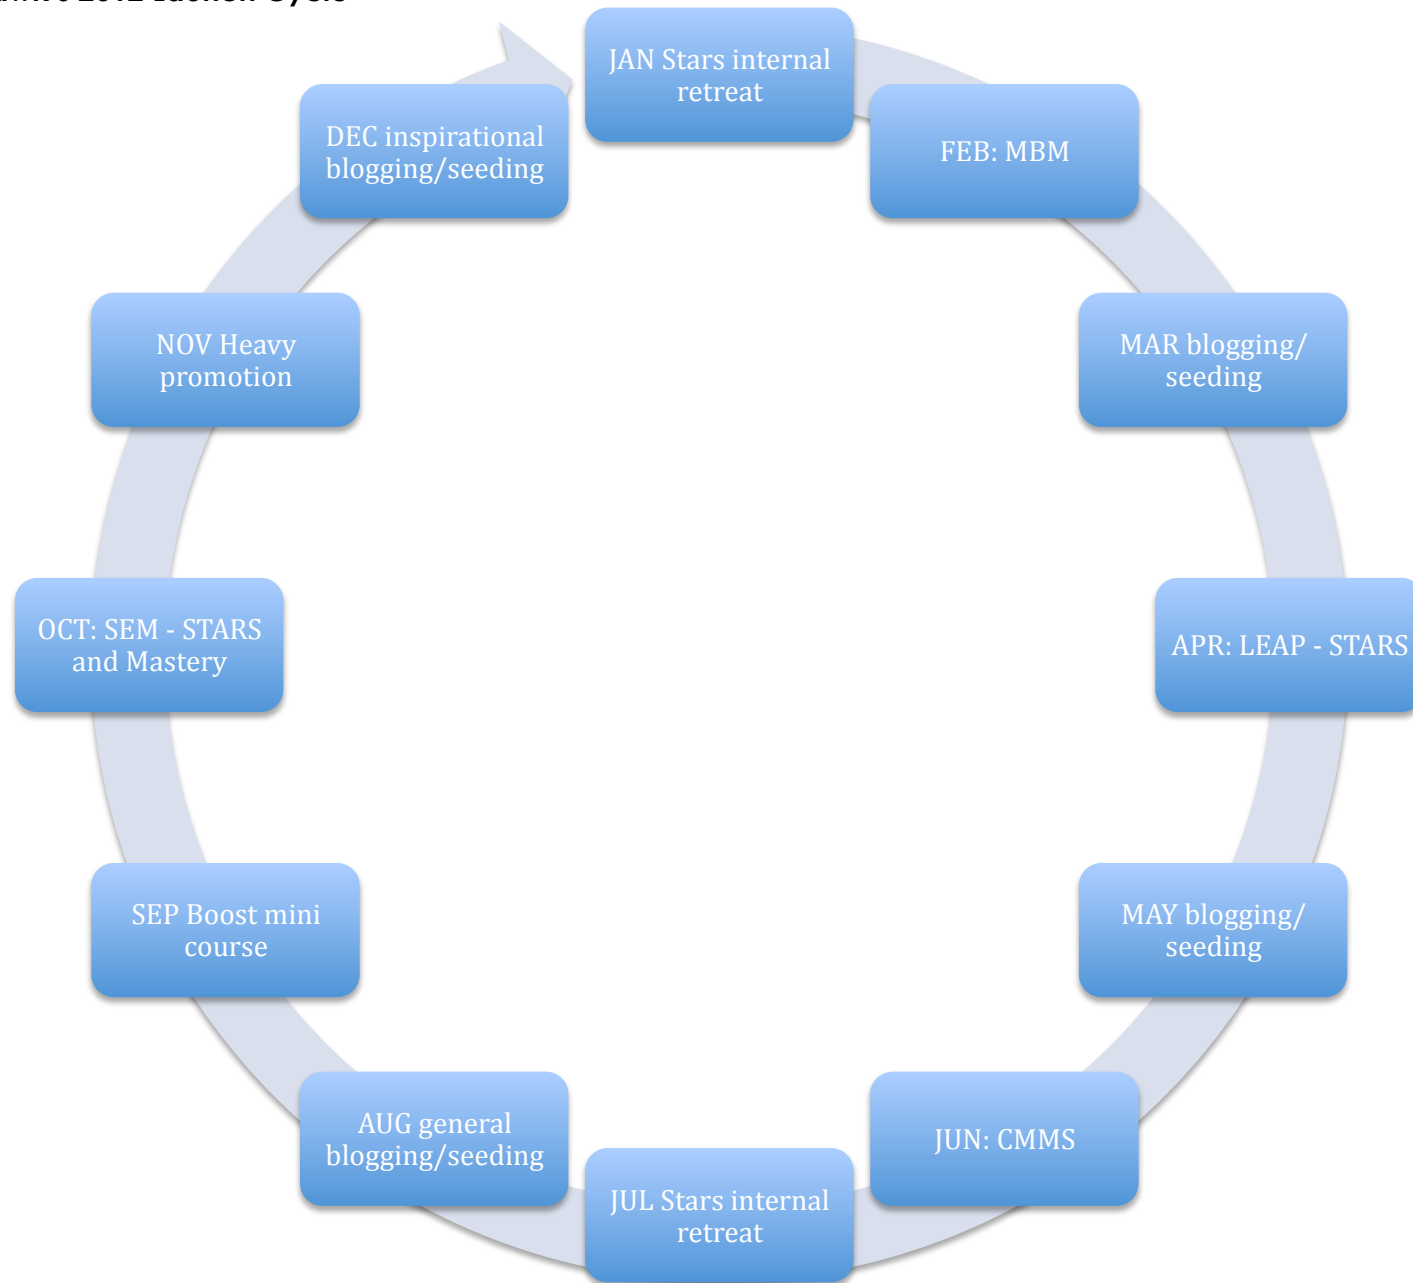 2012
Cycle
JAN Stars internal
retreat
FEB: MBM
MAR blogging/
seeding
APR: LEAP - STARS
MAY blogging/
seeding
JUN: CMMS
JUL Stars internal
retreat
AUG general
blogging/seeding
SEP Boost mini
course
OCT: SEM - STARS
and Mastery
NOV Heavy
promotion
DEC inspirational
blogging/seeding